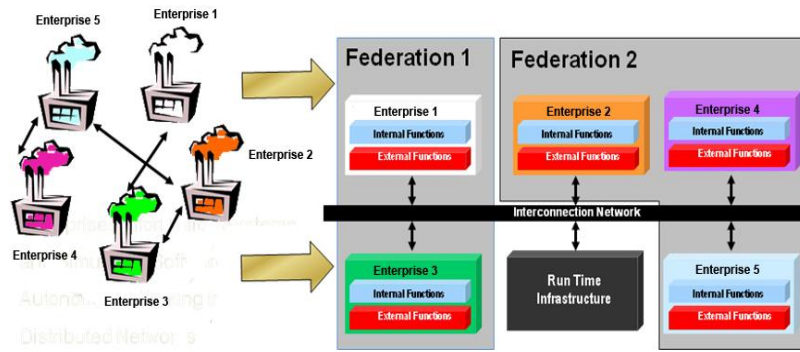 Enterprise 5
Enterprise 1
Enterprise 2
Enterprise 4
Enterprise 3
Distributed Network
Federation 1
Federation 2
Enterprise 1
Internal Functions
External Functions
Enterprise 2
Internal Functions
External Functions
Enterprise 4
Internal Functions
External Functions
Interconnection Network
Enterprise 3
Internal Functions
External Functions
Run Time
Infrastructure
Enterprise 5
Internal Functions
External Functions